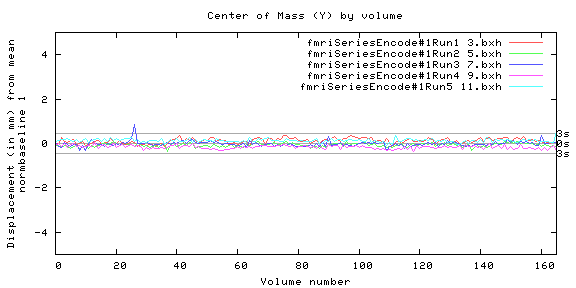 Center of Mass (Y) by volume
fmriSeriesEncode#1Run1 3.bxh
fmriSeriesEncode#1Run2 5.bxh
fmriSeriesEncode#1Run3 7.bxh
fmriSeriesEncode#1Run4 9.bxh
fmriSeriesEncode#1Run5 11.bxh
Displacement (in mm) from mean
normbaseline 1
4
2
0
-2
-4
3s
0s
3s
0 20 40 60 80 100 120 140 160
Volume number